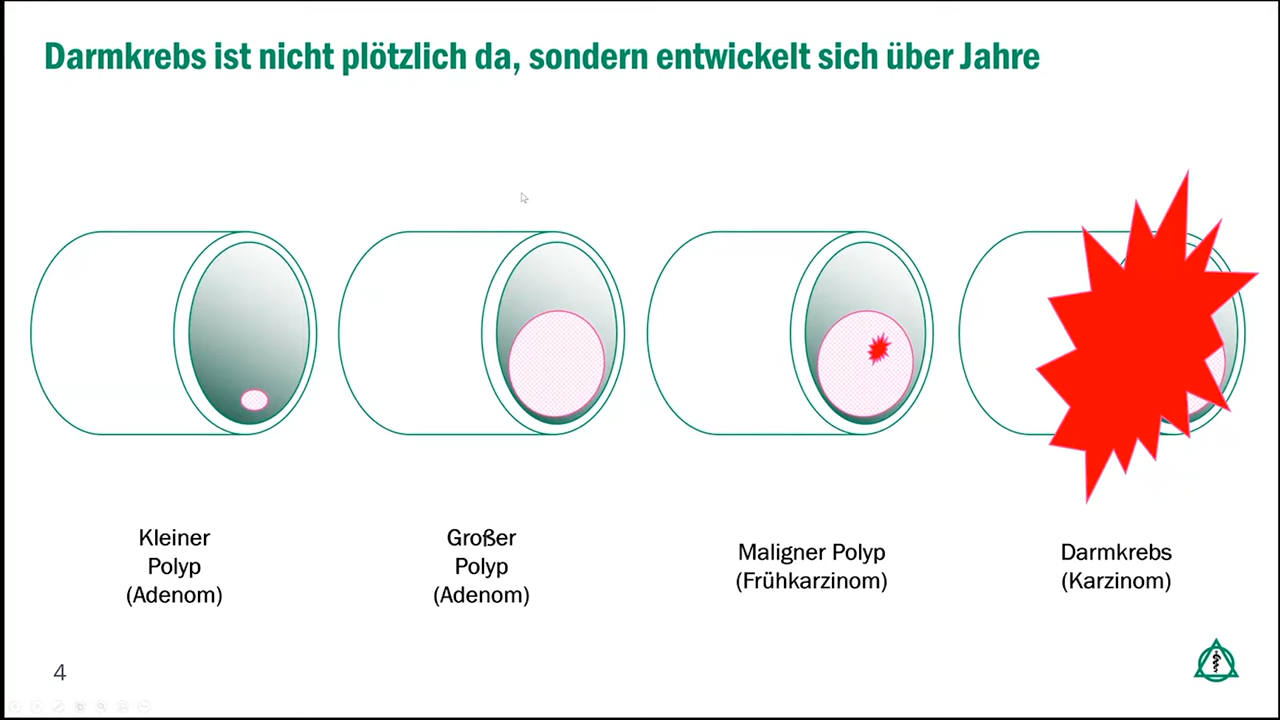 Darmkrebs ist nicht plötzlich da, sondern entwickelt sich über Jahre
Kleiner
Polyp
(Adenom)
Großer
Polyp
(Adenom)
Maligner Polyp
(Frühkarzinom)
Darmkrebs
(Karzinom)
4